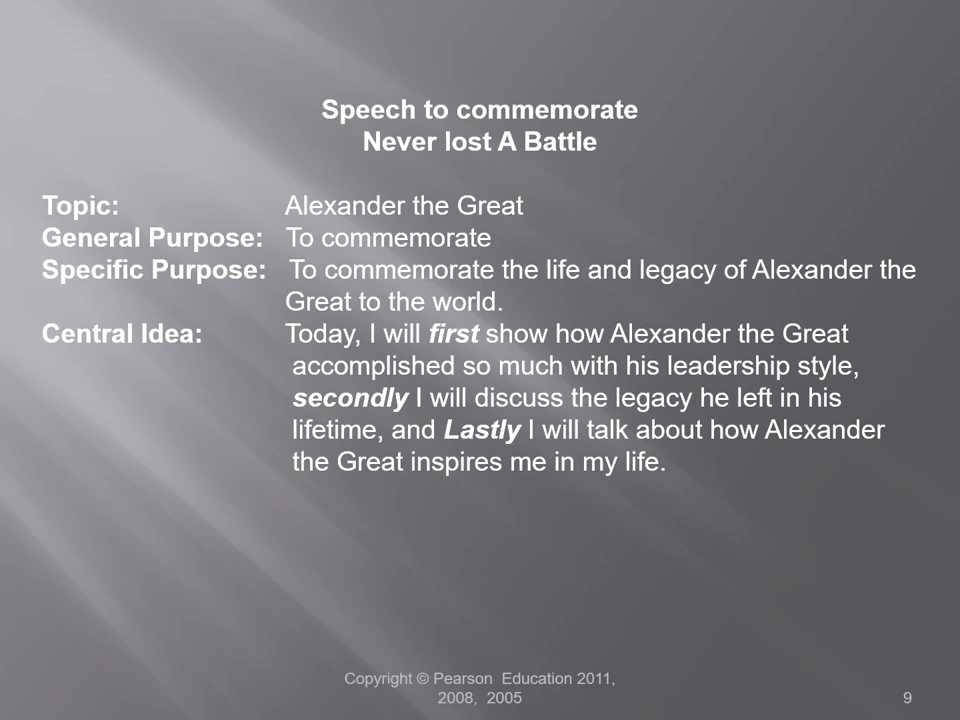 Speech to commemorate
Never lost A Battle
Topic: Alexander the Great
General Purpose: To commemorate
Specific Purpose: To commemorate the life and legacy of Alexander the
Great to the world.
Central Idea: Today, I will first show how Alexander the Great
accomplished so much with his leadership style,
secondly I will discuss the legacy he left in his
lifetime, and Lastly I will talk about how Alexander
the Great inspires me in my life.
Copyright © Pearson Education 2011,
2008, 2005
9